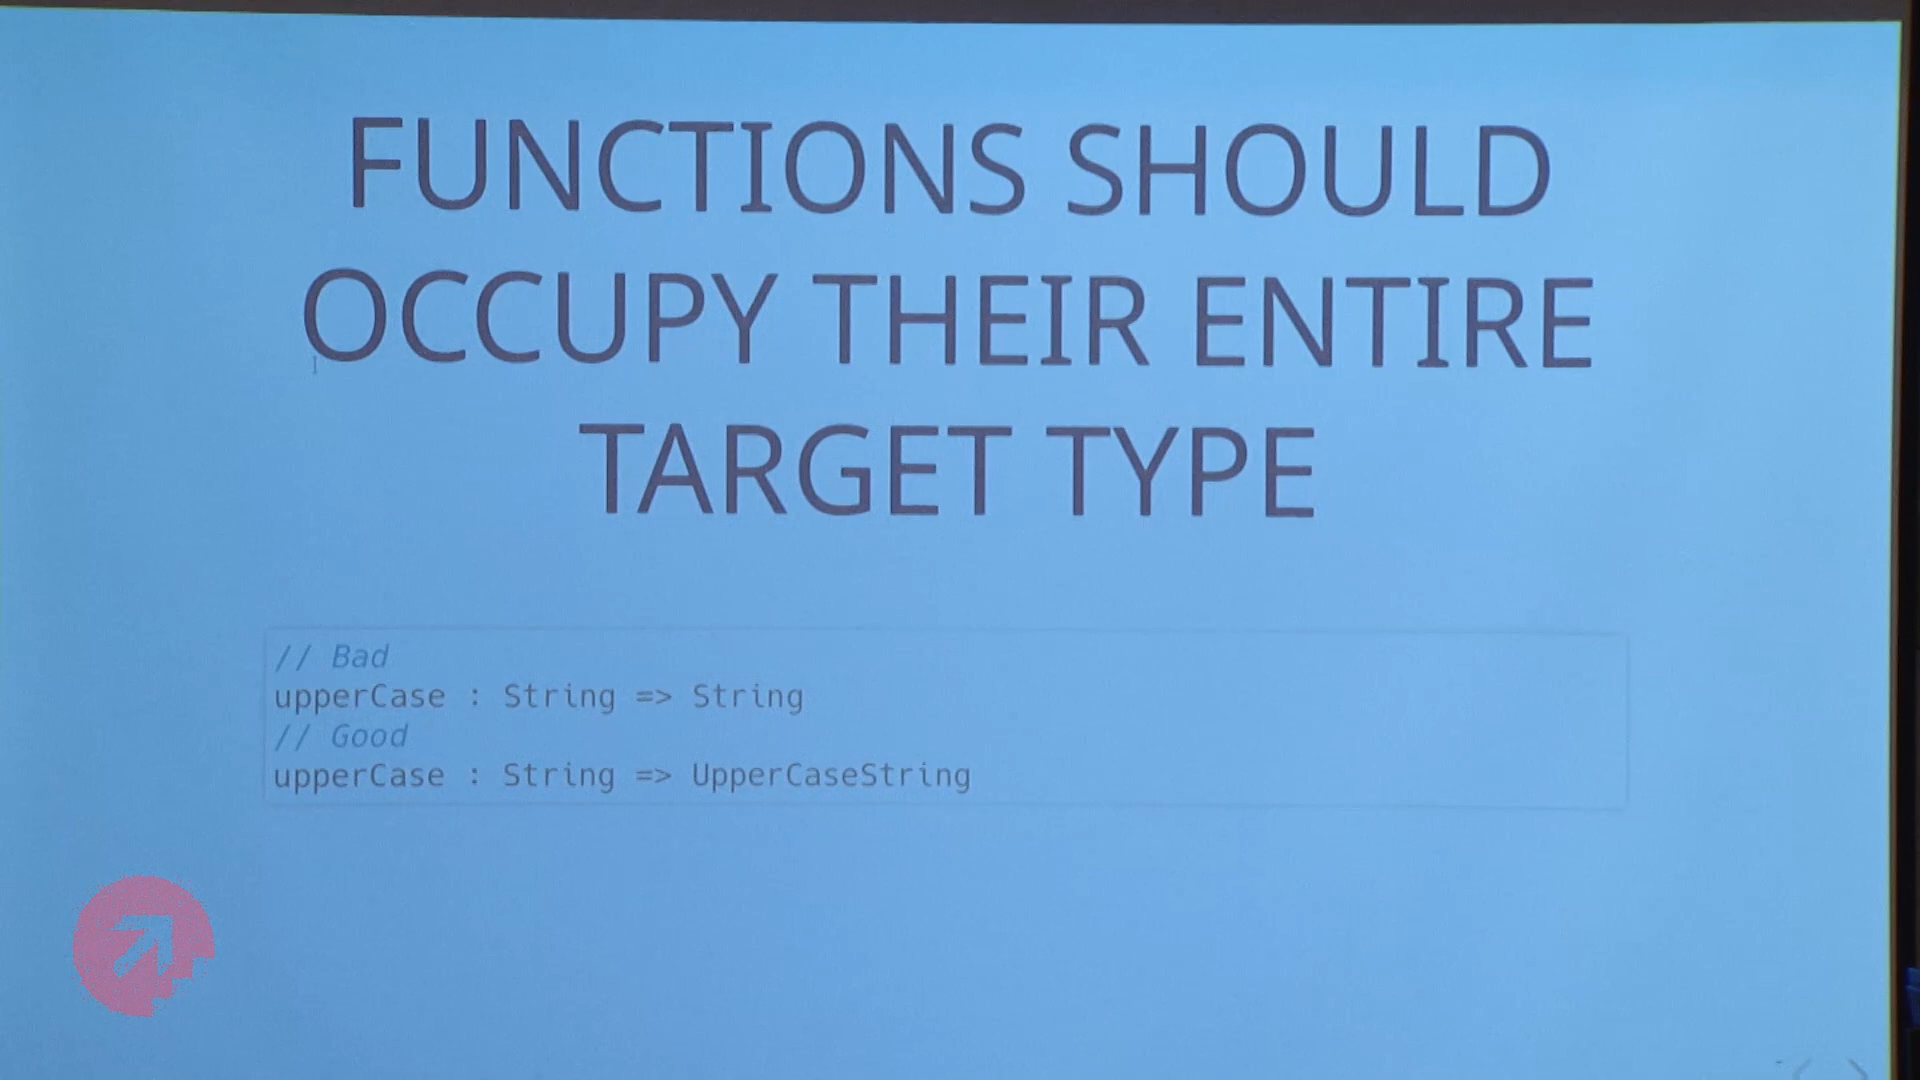 FUNCTIONS SHOULD
OCCUPY THEIR ENTIRE
TARGET TYPE
// Bad
upperCase : String => String
// Good
upperCase : String => UpperCaseString